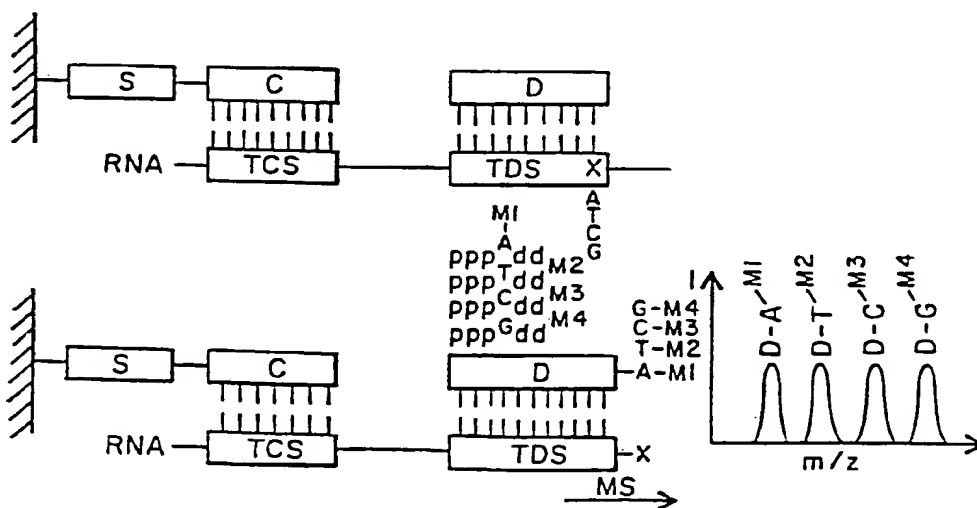 S C D
RNA TCS TDS X
A
T
C
G
M1
A
ppp dd
T M2
ppp dd
C M3
ppp dd
G M4
ppp dd
G-M4
C-M3
T-M2
S C D A-M1
RNA TCS TDS X
MS
I
M1 M2 M3 M4
D-A D-T D-C D-G
m/z